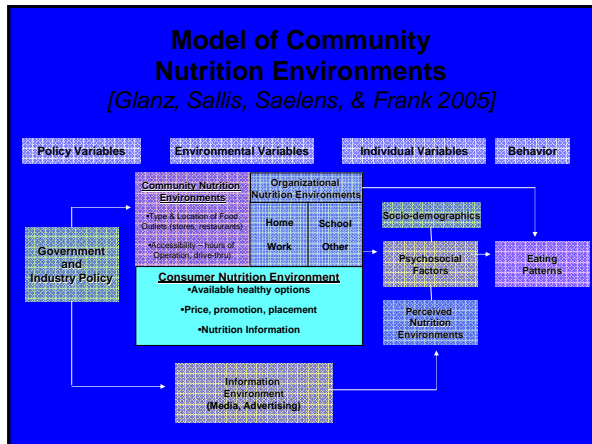 Model of Community
Nutrition Environments
[Glanz, Sallis, Saelens, & Frank 2005]
Policy Variables
Environmental Variables
Individual Variables
Behavior
Government
and
Industry Policy
Community Nutrition
Environments
•Type & Location of Food
Outlets (stores, restaurants)
•Accessibility – hours of
Operation, drive-thru)
Organizational
Nutrition Environments
Home
School
Work
Other
Consumer Nutrition Environment
•Available healthy options
•Price, promotion, placement
•Nutrition Information
Information
Environment
(Media, Advertising)
Socio-demographics
Psychosocial
Factors
Perceived
Nutrition
Environments
Eating
Patterns